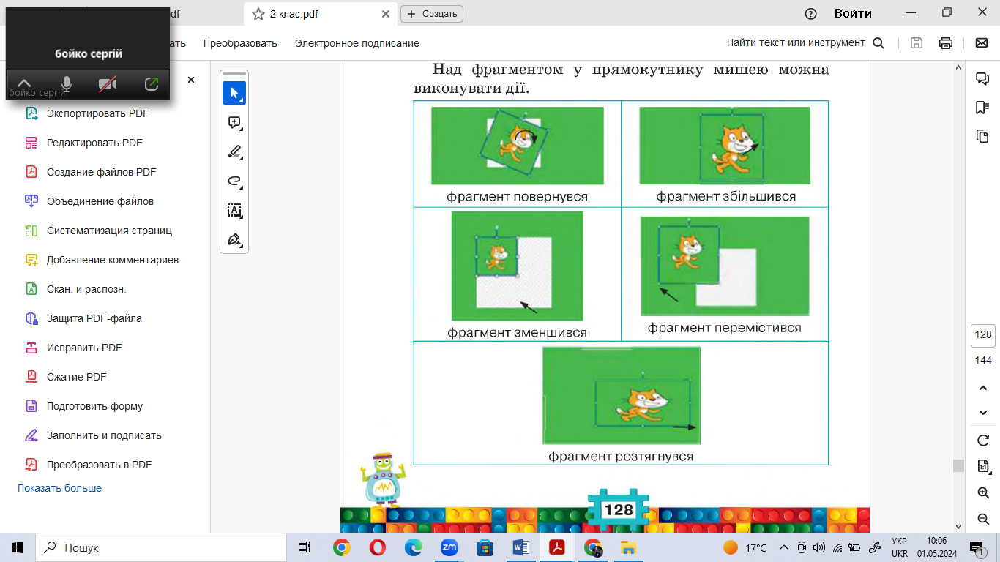 df
2 клас.pdf
Создать
Войти
бойко сергій
бойко сергій
ать
Преобразовать
Электронное подписание
Найти текст или инструмент
Экспортировать PDF
Редактировать PDF
Создание файлов PDF
Объединение файлов
Систематизация страниц
Добавление комментариев
Скан. и распозн.
Защита PDF-файла
Исправить PDF
Сжатие PDF
Подготовить форму
Заполнить и подписать
Преобразовать в PDF
Показать больше
Над фрагментом у прямокутнику мишею можна
виконувати дії.
фрагмент повернувся
фрагмент збільшився
фрагмент зменшився
фрагмент перемістився
фрагмент розтягнувся
128
128
144
1:1
Пошук
zm
17°C
УКР
UKR
10:06
01.05.2024
1